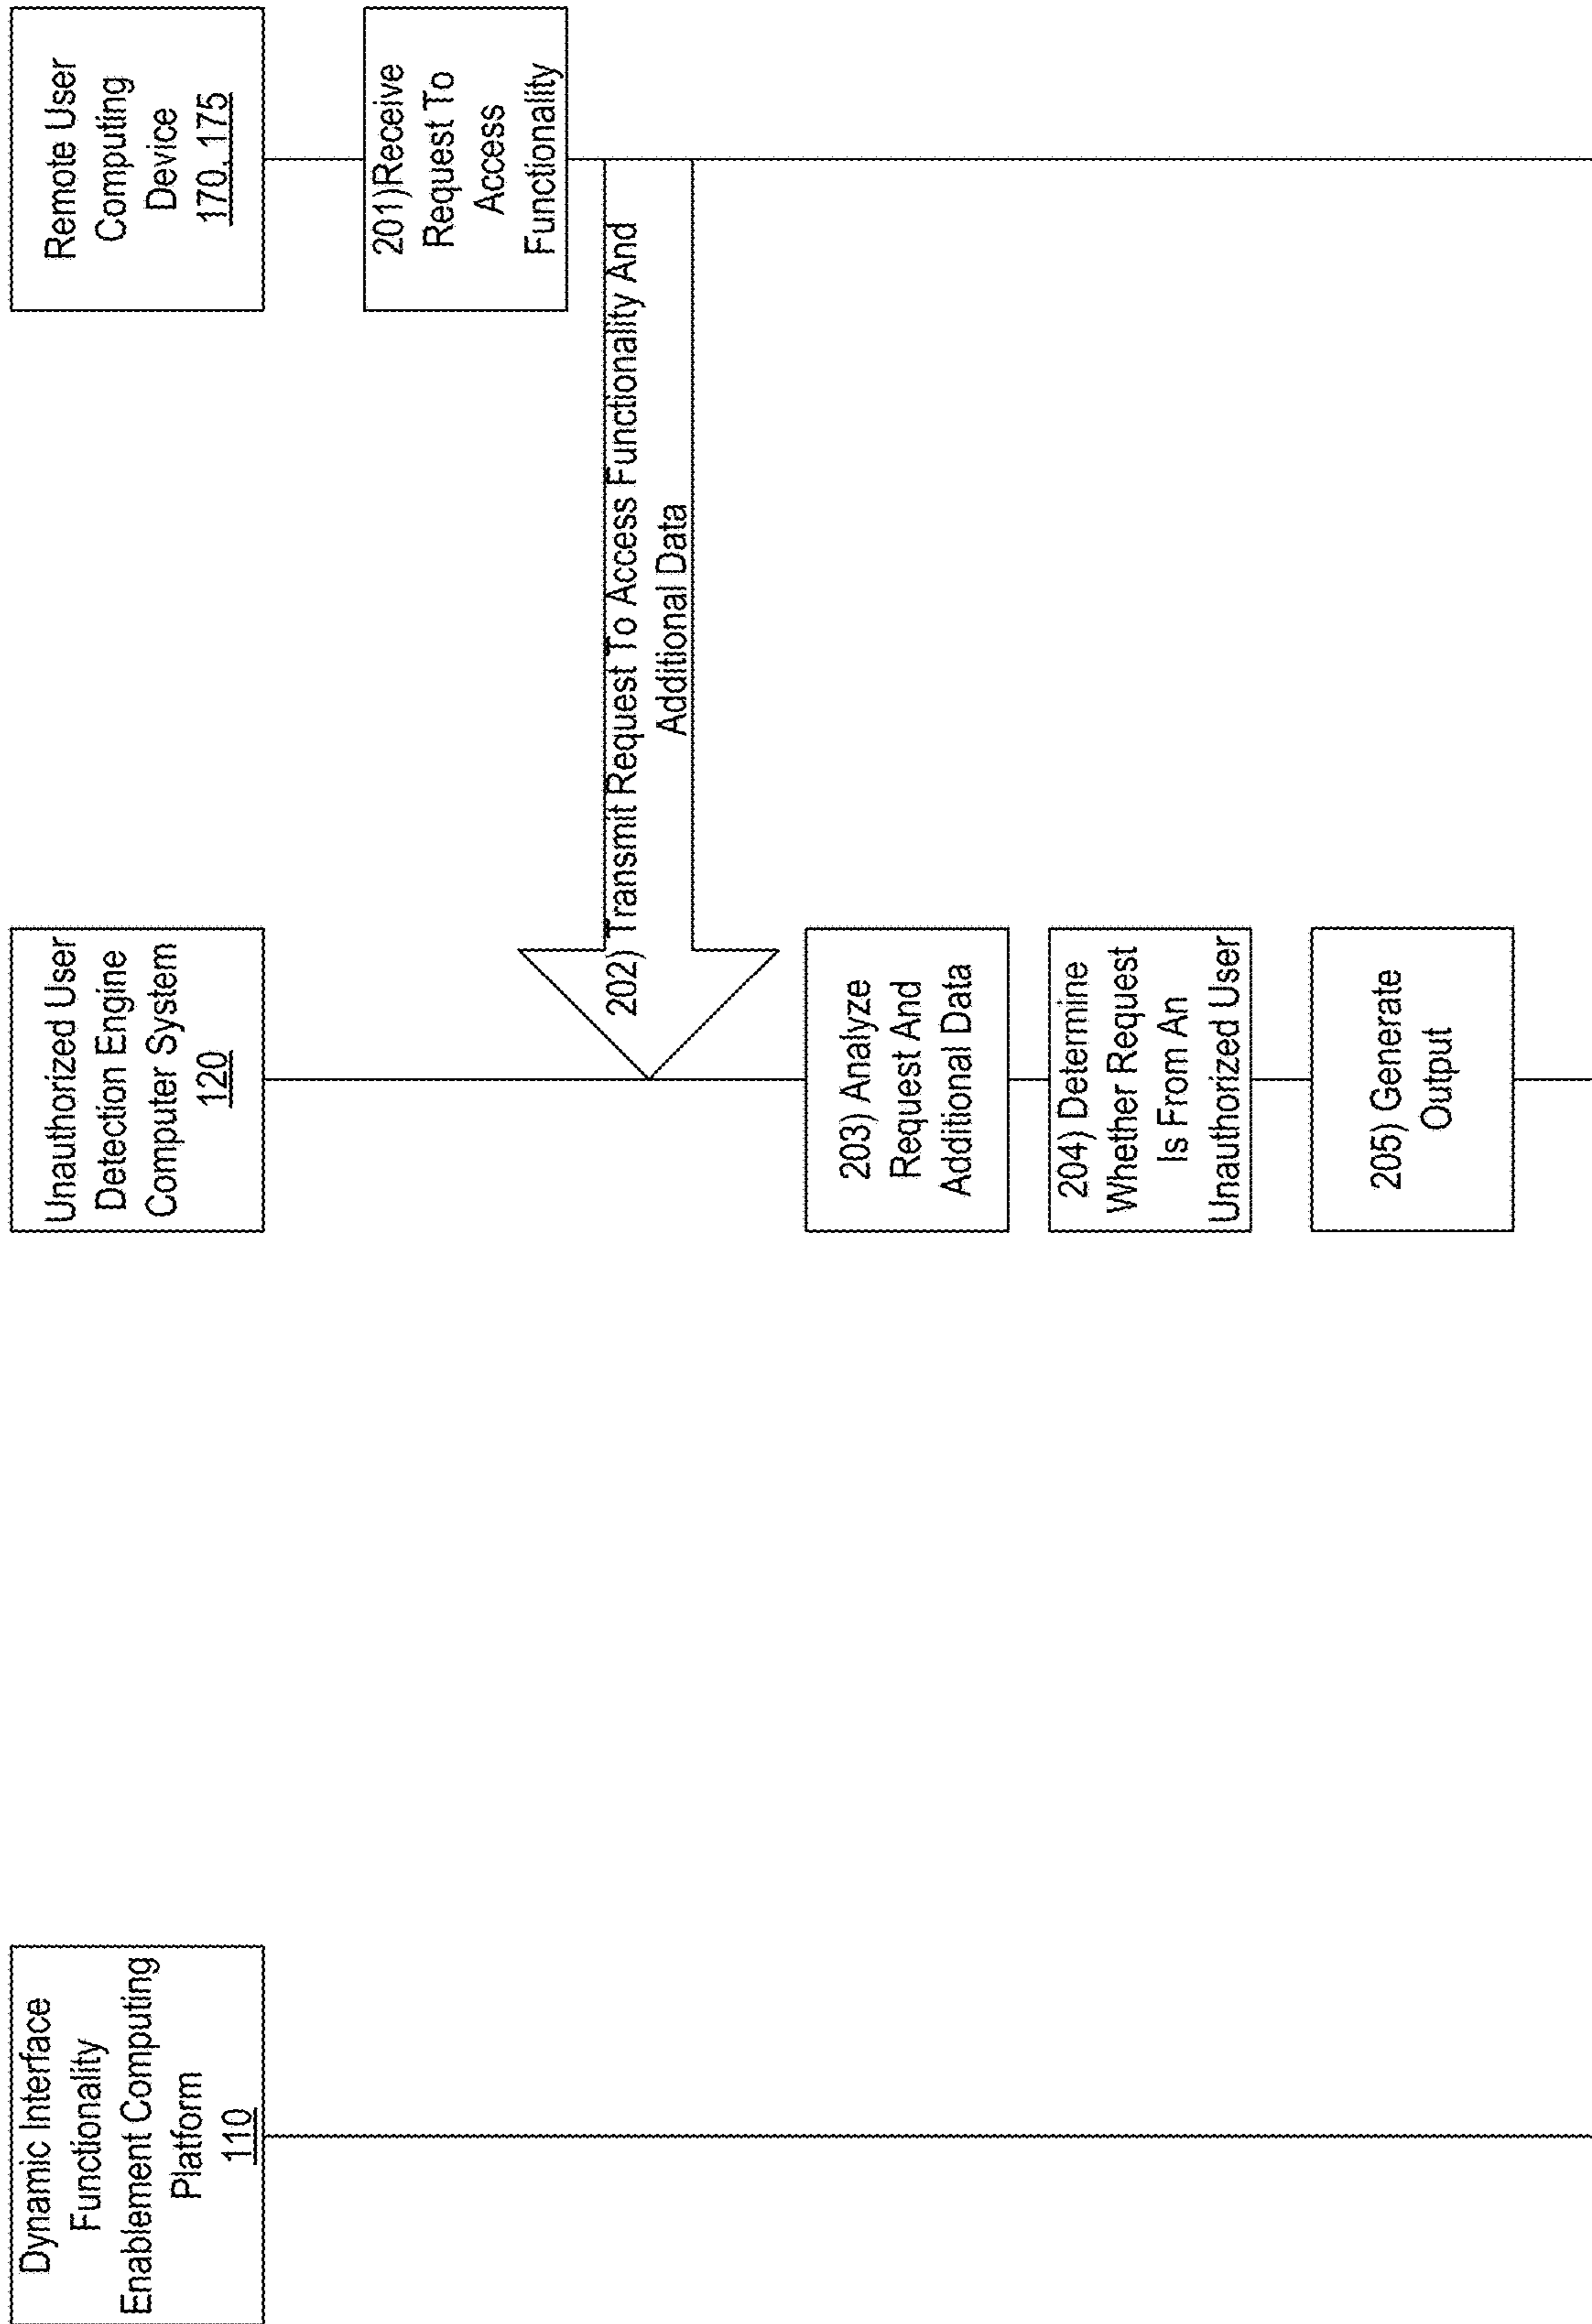 Dynamic Interface
Functionality
Enablement Computing
Platform
110
Unauthorized User
Detection Engine
Computer System
120
Remote User
Computing
Device
170. 175
201)Receive
Request To
Access
Functionality
202) Transmit Request To Access Functionality And
Additional Data
203) Analyze
Request And
Additional Data
204) Determine
Whether Request
Is From An
Unauthorized User
205) Generate
Output